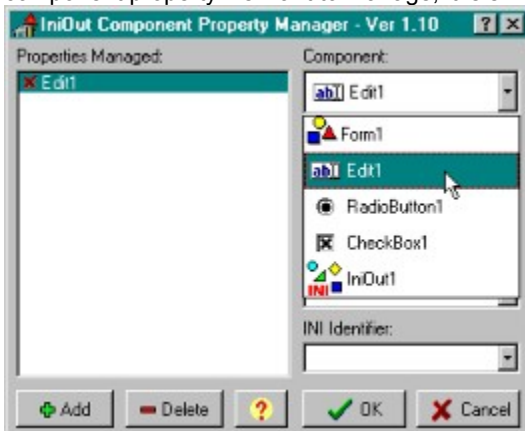 IniOut Component Property Manager - Ver 1.10
Properties Managed:
Component:
Edit1
Edit1
Form1
Edit1
RadioButton1
CheckBox1
IniOut1
INI Identifier:
Add
Delete
OK
Cancel